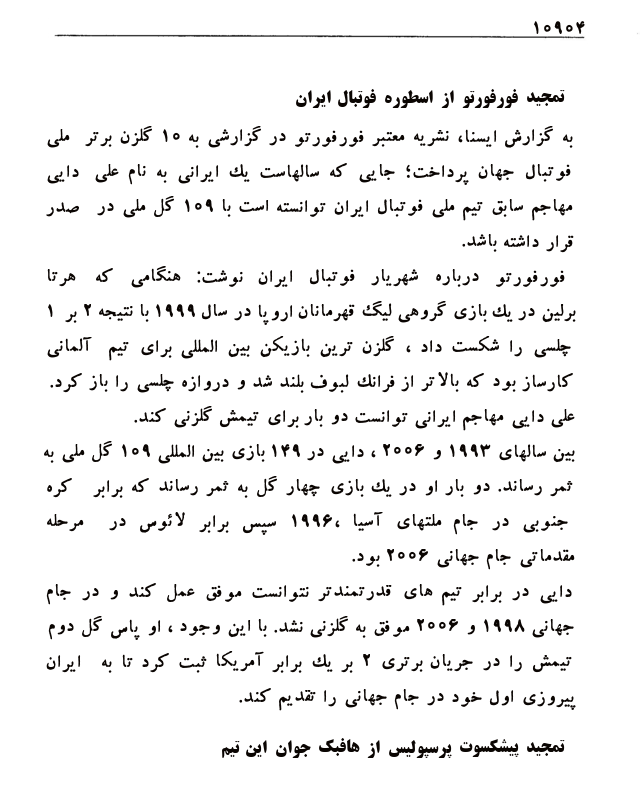 ۱۰۹۰۴
تمجید فورفورتو از اسطوره فوتبال ایران
به گزارش ایسنا، نشریه معتبر فورفورتو در گزارشی به ۱۰ گلزن برتر ملی
فوتبال جهان پرداخت؛ جایی که سالهاست یك ایرانی به نام علی دایی
مهاجم سابق تیم ملی فوتبال ایران توانسته است با ۱۰۹ گل ملی در صدر
قرار داشته باشد.
فورفورتو درباره شهریار فوتبال ایران نوشت: هنگامی که هرتا
برلین در یك بازی گروهی لیگ قهرمانان اروپا در سال ۱۹۹۹ با نتیجه ۲ بر ۱
چلسی را شکست داد ، گلزن ترین بازیکن بین المللی برای تیم آلمانی
کارساز بود که بالاتر از فرانك لبوف بلند شد و دروازه چلسی را باز کرد.
علی دایی مهاجم ایرانی توانست دو بار برای تیمش گلزنی کند.
بین سالهای ۱۹۹۳ و ۲۰۰۶ ، دایی در ۱۴۹ بازی بین المللی ۱۰۹ گل ملی به
ثمر رساند. دو بار او در یك بازی چهار گل به ثمر رساند که برابر کره
جنوبی در جام ملتهای آسیا ،۱۹۹۶ سپس برابر لائوس در مرحله
مقدماتی جام جهانی ۲۰۰۶ بود.
دایی در برابر تیم های قدرتمندتر نتوانست موفق عمل کند و در جام
جهانی ۱۹۹۸ و ۲۰۰۶ موفق به گلزنی نشد. با این وجود ، او پاس گل دوم
تیمش را در جریان برتری ۲ بر یك برابر آمریکا ثبت کرد تا به ایران
پیروزی اول خود در جام جهانی را تقدیم کند.
تمجید پیشکسوت پرسپولیس از هافبک جوان این تیم